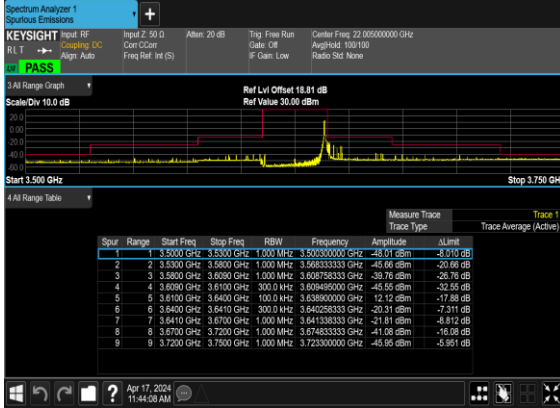 Spectrum Analyzer 1
Spurious Emissions
+
KEYSIGHT Input: RF Input Z: 50 Ω Atten: 20 dB Trig: Free Run Center Freq: 22.005000000 GHz
RLT Coupling: DC Corr CCorr Gate: Off Avg|Hold: 100/100
Align: Auto Freq Ref: Int (S) IF Gain: Low Radio Std: None
PASS
3 All Range Graph
Ref Lvl Offset 18.81 dB
Scale/Div 10.0 dB Ref Value 30.00 dBm
20.0
0.00
-20.0
-40.0
-60.0
Start 3.500 GHz Stop 3.750 GH
4 All Range Table
Measure Trace Trace 1
Trace Type Trace Average (Active)
Spur Range Start Freq Stop Freq RBW Frequency Amplitude ΔLimit
1 1 3.5000 GHz 3.5300 GHz 1.000 MHz 3.500300000 GHz -48.01 dBm -8.010 dB
2 2 3.5300 GHz 3.5800 GHz 1.000 MHz 3.568333333 GHz -45.66 dBm -20.66 dB
3 3 3.5800 GHz 3.6090 GHz 1.000 MHz 3.608758333 GHz -39.76 dBm -26.76 dB
4 4 3.6090 GHz 3.6100 GHz 300.0 kHz 3.609495000 GHz -45.55 dBm -32.55 dB
5 5 3.6100 GHz 3.6400 GHz 100.0 kHz 3.638900000 GHz 12.12 dBm -17.88 dB
6 6 3.6400 GHz 3.6410 GHz 300.0 kHz 3.640258333 GHz -20.31 dBm -7.311 dB
7 7 3.6410 GHz 3.6700 GHz 1.000 MHz 3.641338333 GHz -21.81 dBm -8.812 dB
8 8 3.6700 GHz 3.7200 GHz 1.000 MHz 3.674833333 GHz -41.08 dBm -16.08 dB
9 9 3.7200 GHz 3.7500 GHz 1.000 MHz 3.723300000 GHz -45.95 dBm -5.951 dB
? Apr 17, 2024
11:44:08 AM